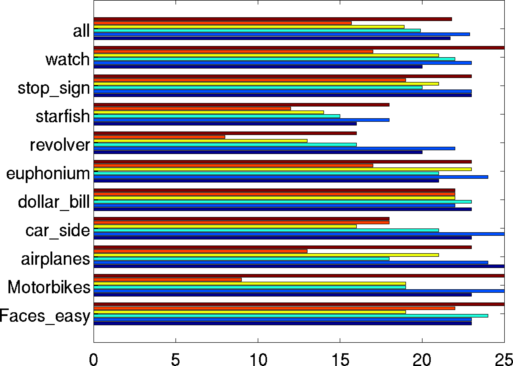 all
watch
stop_sign
starfish
revolver
euphonium
dollar_bill
car_side
airplanes
Motorbikes
Faces_easy
0 5 10 15 20 25